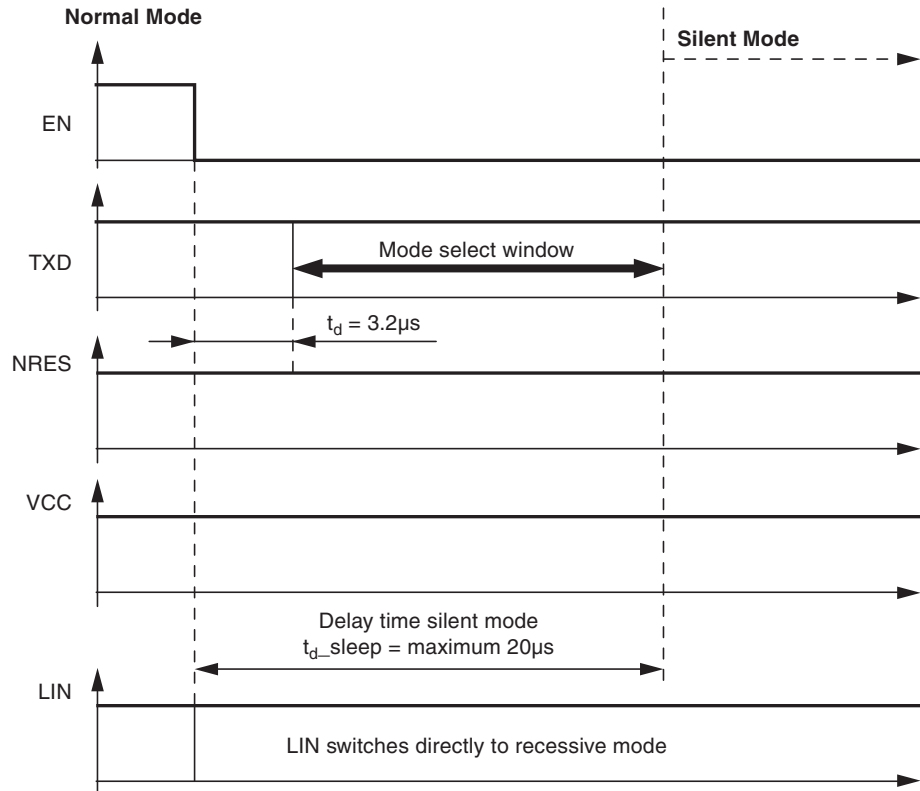 Normal Mode
Silent Mode
EN
TXD
Mode select window
t_d = 3.2µs
NRES
VCC
Delay time silent mode
t_d_sleep = maximum 20µs
LIN
LIN switches directly to recessive mode